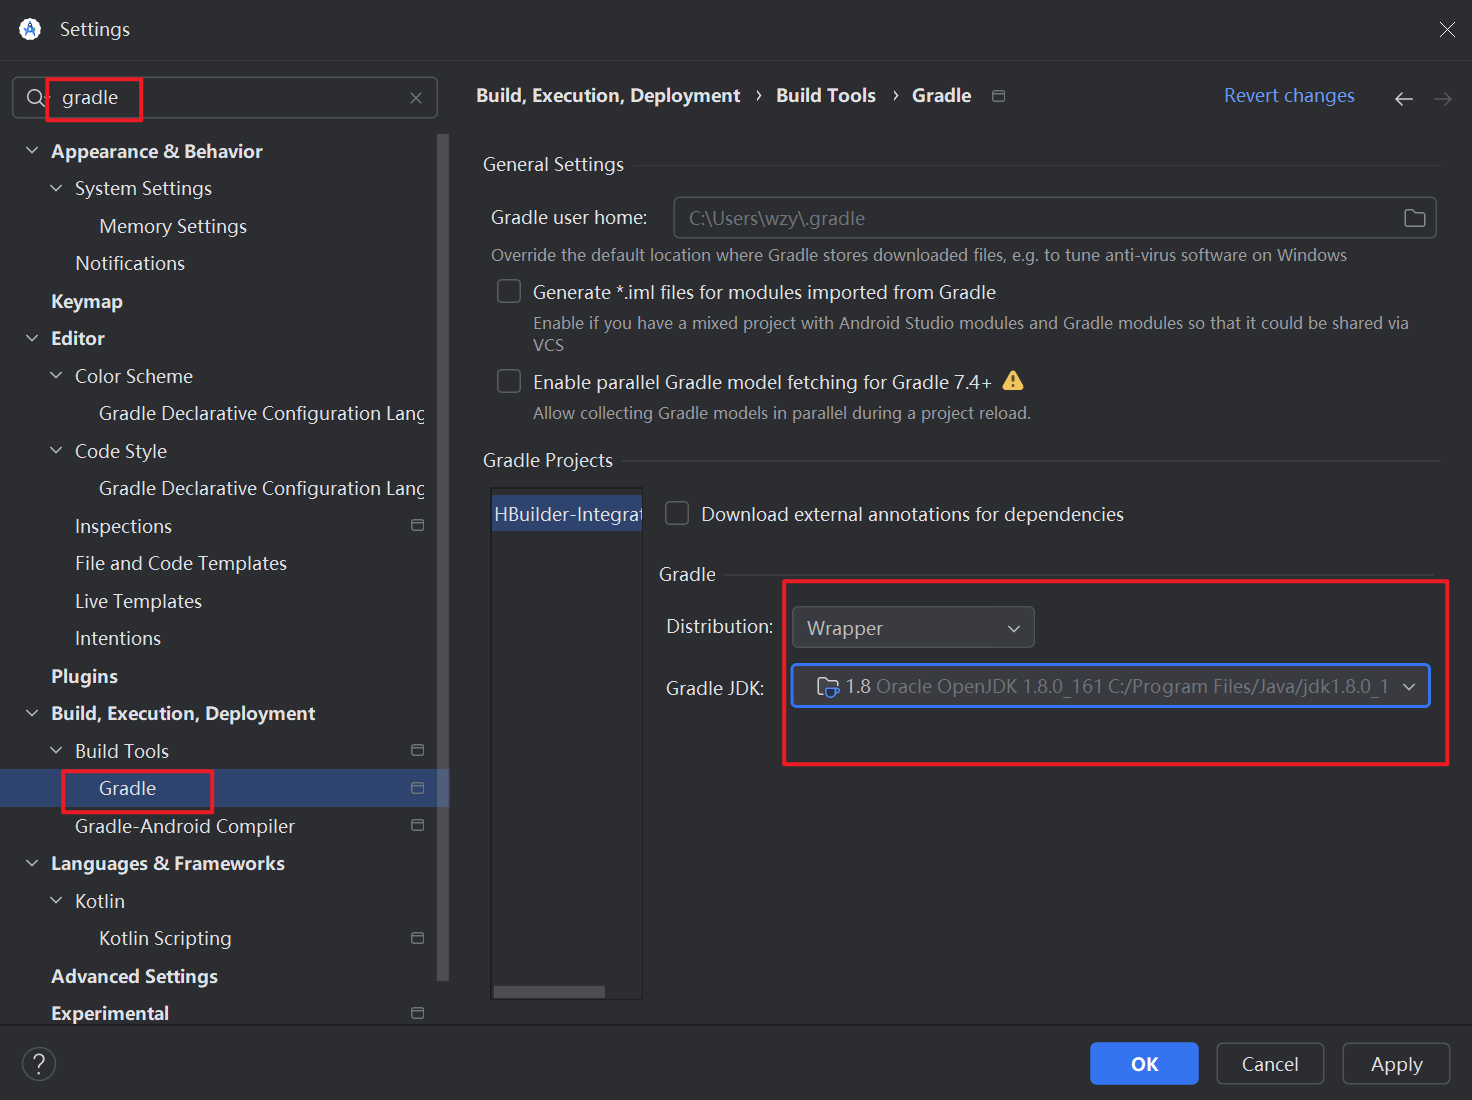 Settings
gradle
Appearance & Behavior
System Settings
Memory Settings
Notifications
Keymap
Editor
Color Scheme
Gradle Declarative Configuration Lang
Code Style
Gradle Declarative Configuration Lang
Inspections
File and Code Templates
Live Templates
Intentions
Plugins
Build, Execution, Deployment
Build Tools
Gradle
Gradle-Android Compiler
Languages & Frameworks
Kotlin
Kotlin Scripting
Advanced Settings
Experimental
Build, Execution, Deployment › Build Tools › Gradle
Revert changes
General Settings
Gradle user home: C:\Users\wzy\.gradle
Override the default location where Gradle stores downloaded files, e.g. to tune anti-virus software on Windows
Generate *.iml files for modules imported from Gradle
Enable if you have a mixed project with Android Studio modules and Gradle modules so that it could be shared via
VCS
Enable parallel Gradle model fetching for Gradle 7.4+
Allow collecting Gradle models in parallel during a project reload.
Gradle Projects
HBuilder-Integrat
Download external annotations for dependencies
Gradle
Distribution: Wrapper
Gradle JDK: 1.8 Oracle OpenJDK 1.8.0_161 C:/Program Files/Java/jdk1.8.0_1
?
OK
Cancel
Apply